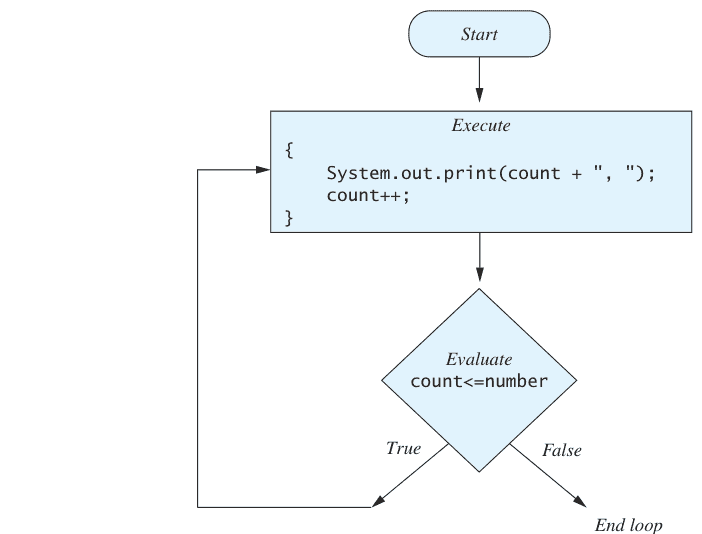 Start
Execute
{
System.out.print(count + ", ");
count++;
}
Evaluate
count<=number
True
False
End loop